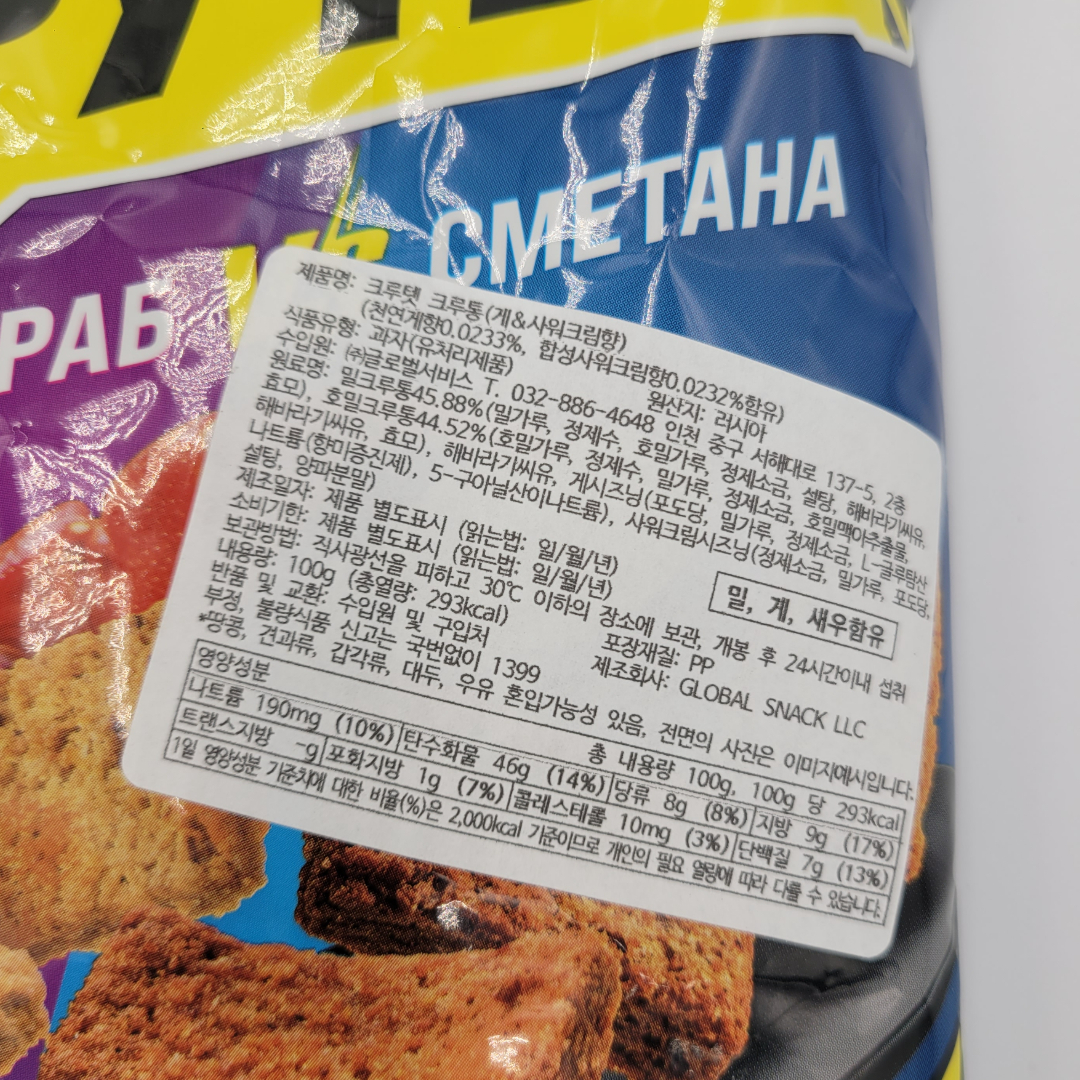 РАБ
СМЕТАНА
제품명: 크루텟 크루통(게&사워크림향)
(천연게향0.0233%, 합성사워크림향0.0232%함유)
식품유형: 과자(유처리제품) 원산지: 러시아
수입원: ㈜글로벌서비스 T. 032-886-4648 인천 중구 서해대로 137-5, 2층
원료명: 밀크루통45.88%(밀가루, 정제수, 호밀가루, 정제소금, 설탕, 해바라기씨유,
효모), 호밀크루통44.52%(호밀가루, 정제수, 밀가루, 정제소금, 호밀맥아추출물,
해바라기씨유, 효모), 해바라기씨유, 게시즈닝(포도당, 밀가루, 정제소금, L-글루탐산
나트륨(향미증진제), 5-구아닐산이나트륨), 사워크림시즈닝(정제소금, 밀가루, 포도당,
설탕, 양파분말)
제조일자: 제품 별도표시 (읽는법: 일/월/년)
소비기한: 제품 별도표시 (읽는법: 일/월/년)
밀, 게, 새우함유
보관방법: 직사광선을 피하고 30℃ 이하의 장소에 보관, 개봉 후 24시간이내 섭취
내용량: 100g (총열량: 293kcal) 포장재질: PP
반품 및 교환: 수입원 및 구입처 제조회사: GLOBAL SNACK LLC
부정, 불량식품 신고는 국번없이 1399
*땅콩, 견과류, 갑각류, 대두, 우유 혼입가능성 있음, 전면의 사진은 이미지예시입니다.
영양성분 총 내용량 100g, 100g 당 293kcal
나트륨 190mg (10%) 탄수화물 46g (14%) 당류 8g (8%) 지방 9g (17%)
트랜스지방 -g 포화지방 1g (7%) 콜레스테롤 10mg (3%) 단백질 7g (13%)
1일 영양성분 기준치에 대한 비율(%)은 2,000kcal 기준이므로 개인의 필요 열량에 따라 다를 수 있습니다.